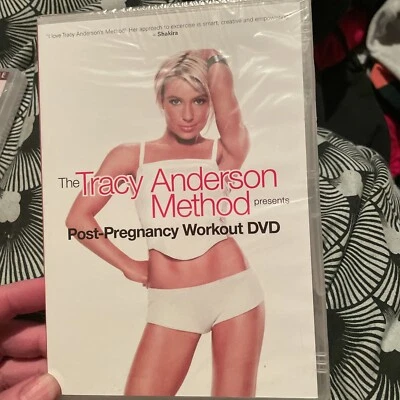 "I love Tracy Anderson's Method! Her approach to excercise is smart, creative and empowering."
– Shakira
The Tracy Anderson
Method presents
Post-Pregnancy Workout DVD